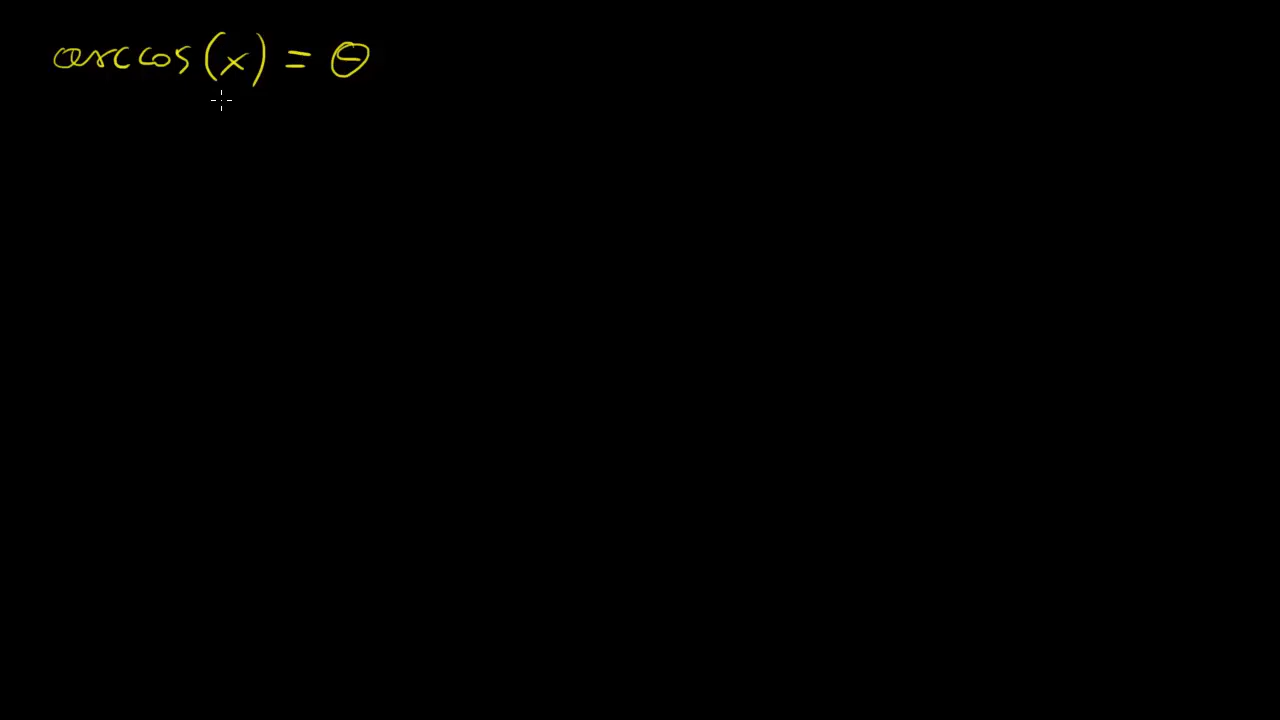 arccos(x) = θ